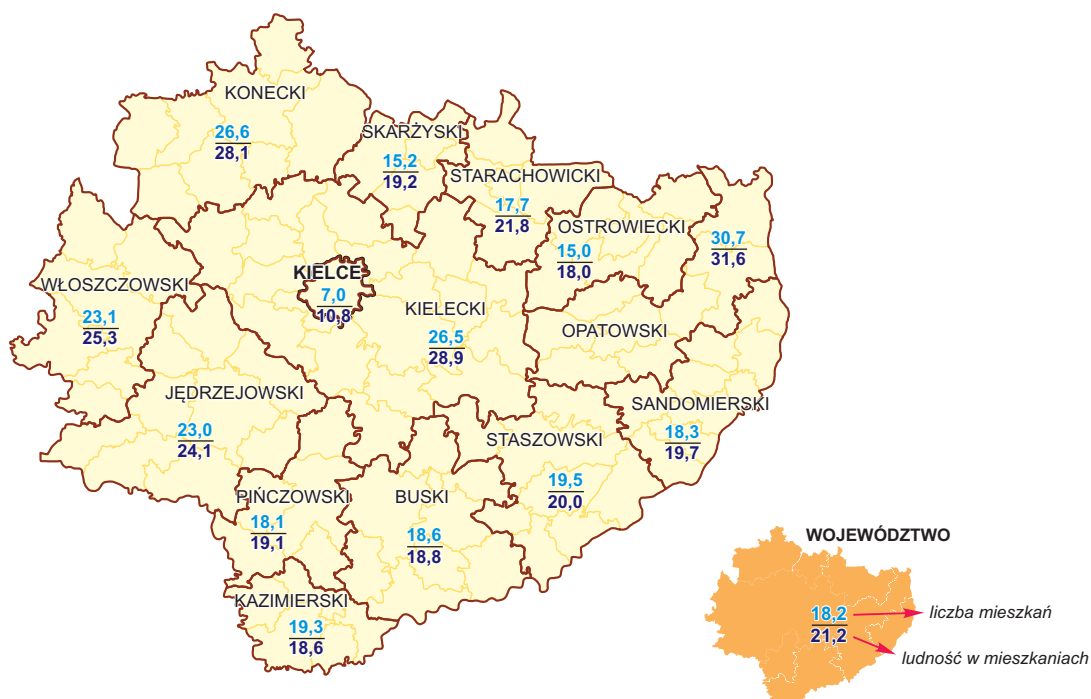 KONECKI
26,6
28,1
SKARŻYSKI
15,2
19,2
STARACHOWICKI
17,7
21,8
OSTROWIECKI
15,0
18,0
30,7
31,6
WŁOSZCZOWSKI
23,1
25,3
KIELCE
7,0
10,8
KIELECKI
26,5
28,9
OPATOWSKI
JĘDRZEJOWSKI
23,0
24,1
SANDOMIERSKI
18,3
19,7
STASZOWSKI
19,5
20,0
PIŃCZOWSKI
18,1
19,1
BUSKI
18,6
18,8
KAZIMIERSKI
19,3
18,6
WOJEWÓDZTWO
18,2
21,2
liczba mieszkań
ludność w mieszkaniach